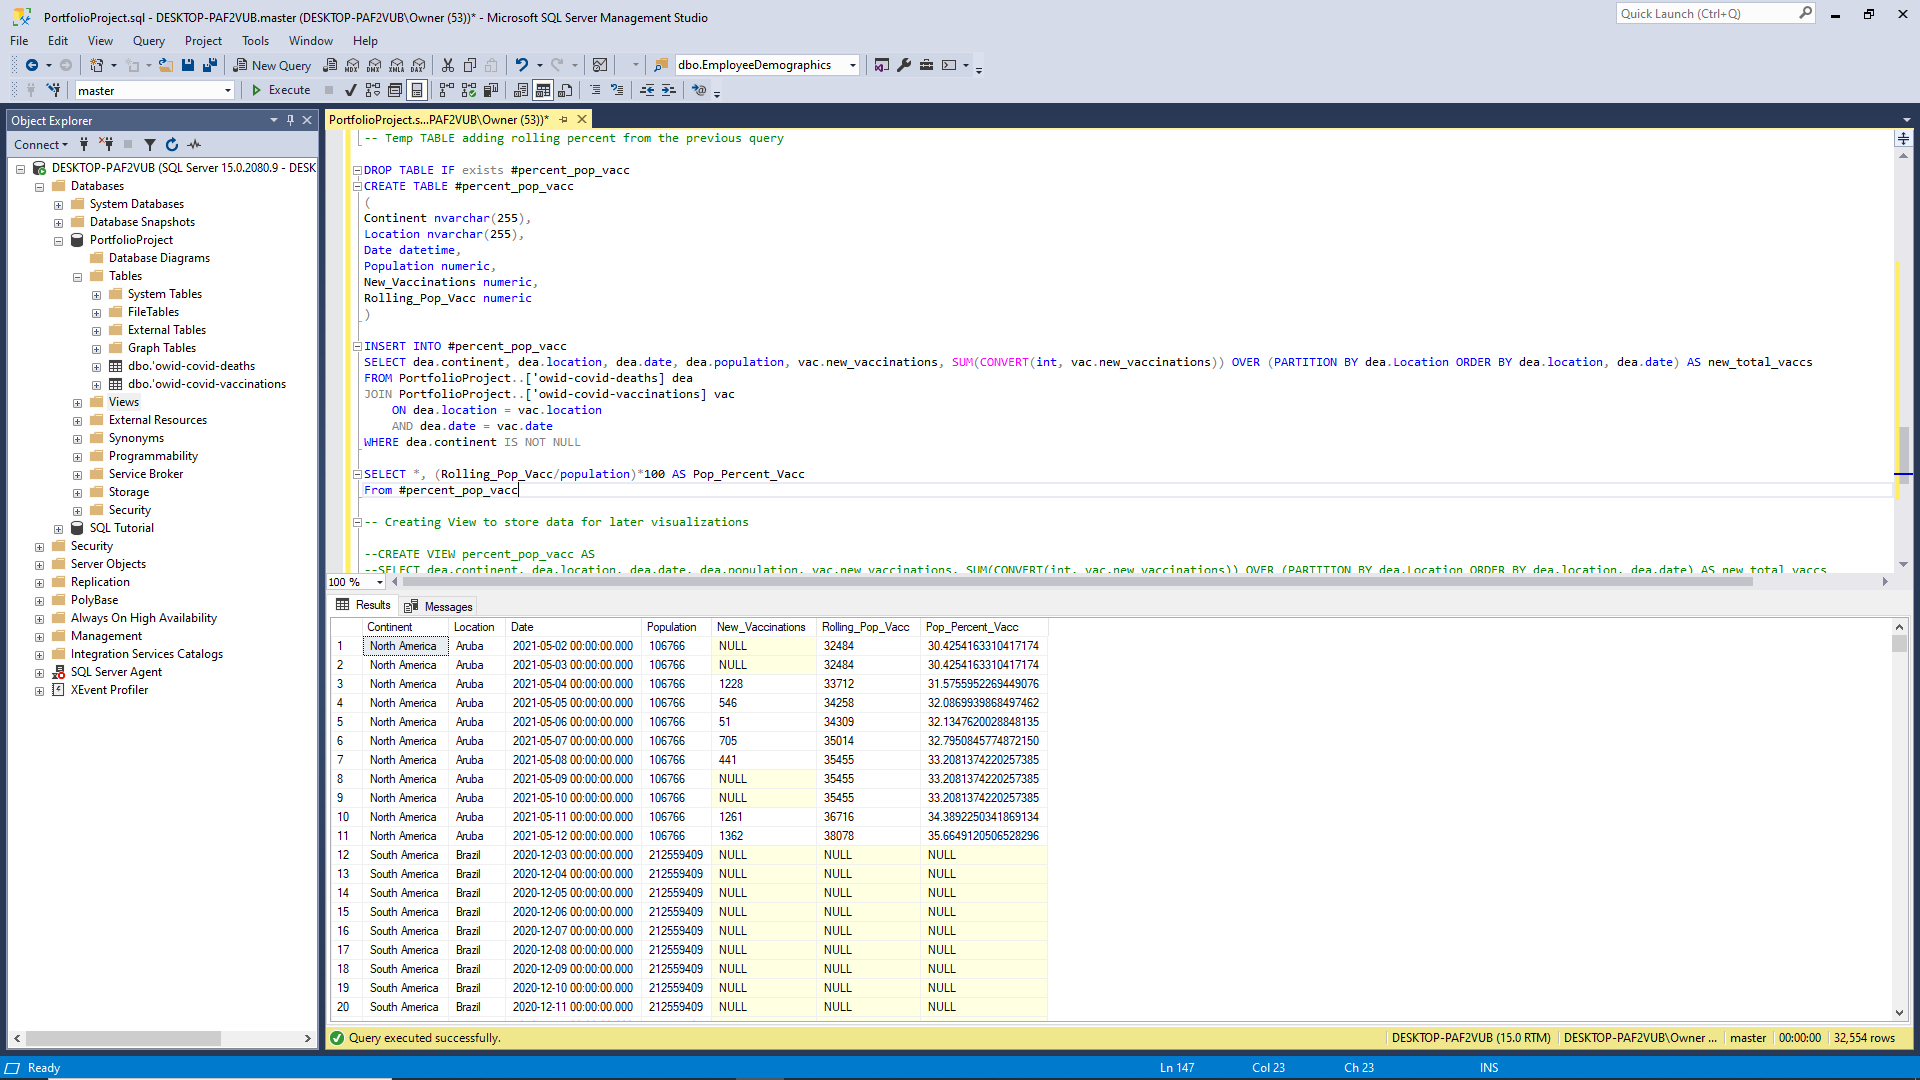 PortfolioProject.sql - DESKTOP-PAF2VUB.master (DESKTOP-PAF2VUB\Owner (53))* - Microsoft SQL Server Management Studio
Quick Launch (Ctrl+Q)
File Edit View Query Project Tools Window Help
New Query MDX DMX XMLA DAX dbo.EmployeeDemographics
master Execute
Object Explorer
Connect
DESKTOP-PAF2VUB (SQL Server 15.0.2080.9 - DESK
Databases
System Databases
Database Snapshots
PortfolioProject
Database Diagrams
Tables
System Tables
FileTables
External Tables
Graph Tables
dbo.'owid-covid-deaths
dbo.'owid-covid-vaccinations
Views
External Resources
Synonyms
Programmability
Service Broker
Storage
Security
SQL Tutorial
Security
Server Objects
Replication
PolyBase
Always On High Availability
Management
Integration Services Catalogs
SQL Server Agent
XEvent Profiler
PortfolioProject.s...PAF2VUB\Owner (53))*
-- Temp TABLE adding rolling percent from the previous query
DROP TABLE IF exists #percent_pop_vacc
CREATE TABLE #percent_pop_vacc
(
Continent nvarchar(255),
Location nvarchar(255),
Date datetime,
Population numeric,
New_Vaccinations numeric,
Rolling_Pop_Vacc numeric
)
INSERT INTO #percent_pop_vacc
SELECT dea.continent, dea.location, dea.date, dea.population, vac.new_vaccinations, SUM(CONVERT(int, vac.new_vaccinations)) OVER (PARTITION BY dea.Location ORDER BY dea.location, dea.date) AS new_total_vaccs
FROM PortfolioProject..['owid-covid-deaths] dea
JOIN PortfolioProject..['owid-covid-vaccinations] vac
ON dea.location = vac.location
AND dea.date = vac.date
WHERE dea.continent IS NOT NULL
SELECT *, (Rolling_Pop_Vacc/population)*100 AS Pop_Percent_Vacc
From #percent_pop_vacc
-- Creating View to store data for later visualizations
--CREATE VIEW percent_pop_vacc AS
--SELECT dea.continent, dea.location, dea.date, dea.population, vac.new_vaccinations, SUM(CONVERT(int, vac.new_vaccinations)) OVER (PARTITION BY dea.Location ORDER BY dea.location, dea.date) AS new_total_vaccs
100 %
Results Messages
Continent Location Date Population New_Vaccinations Rolling_Pop_Vacc Pop_Percent_Vacc
1 North America Aruba 2021-05-02 00:00:00.000 106766 NULL 32484 30.4254163310417174
2 North America Aruba 2021-05-03 00:00:00.000 106766 NULL 32484 30.4254163310417174
3 North America Aruba 2021-05-04 00:00:00.000 106766 1228 33712 31.5755952269449076
4 North America Aruba 2021-05-05 00:00:00.000 106766 546 34258 32.0869939868497462
5 North America Aruba 2021-05-06 00:00:00.000 106766 51 34309 32.1347620028848135
6 North America Aruba 2021-05-07 00:00:00.000 106766 705 35014 32.7950845774872150
7 North America Aruba 2021-05-08 00:00:00.000 106766 441 35455 33.2081374220257385
8 North America Aruba 2021-05-09 00:00:00.000 106766 NULL 35455 33.2081374220257385
9 North America Aruba 2021-05-10 00:00:00.000 106766 NULL 35455 33.2081374220257385
10 North America Aruba 2021-05-11 00:00:00.000 106766 1261 36716 34.3892250341869134
11 North America Aruba 2021-05-12 00:00:00.000 106766 1362 38078 35.6649120506528296
12 South America Brazil 2020-12-03 00:00:00.000 212559409 NULL NULL NULL
13 South America Brazil 2020-12-04 00:00:00.000 212559409 NULL NULL NULL
14 South America Brazil 2020-12-05 00:00:00.000 212559409 NULL NULL NULL
15 South America Brazil 2020-12-06 00:00:00.000 212559409 NULL NULL NULL
16 South America Brazil 2020-12-07 00:00:00.000 212559409 NULL NULL NULL
17 South America Brazil 2020-12-08 00:00:00.000 212559409 NULL NULL NULL
18 South America Brazil 2020-12-09 00:00:00.000 212559409 NULL NULL NULL
19 South America Brazil 2020-12-10 00:00:00.000 212559409 NULL NULL NULL
20 South America Brazil 2020-12-11 00:00:00.000 212559409 NULL NULL NULL
Query executed successfully. DESKTOP-PAF2VUB (15.0 RTM) DESKTOP-PAF2VUB\Owner ... master 00:00:00 32,554 rows
Ready Ln 147 Col 23 Ch 23 INS